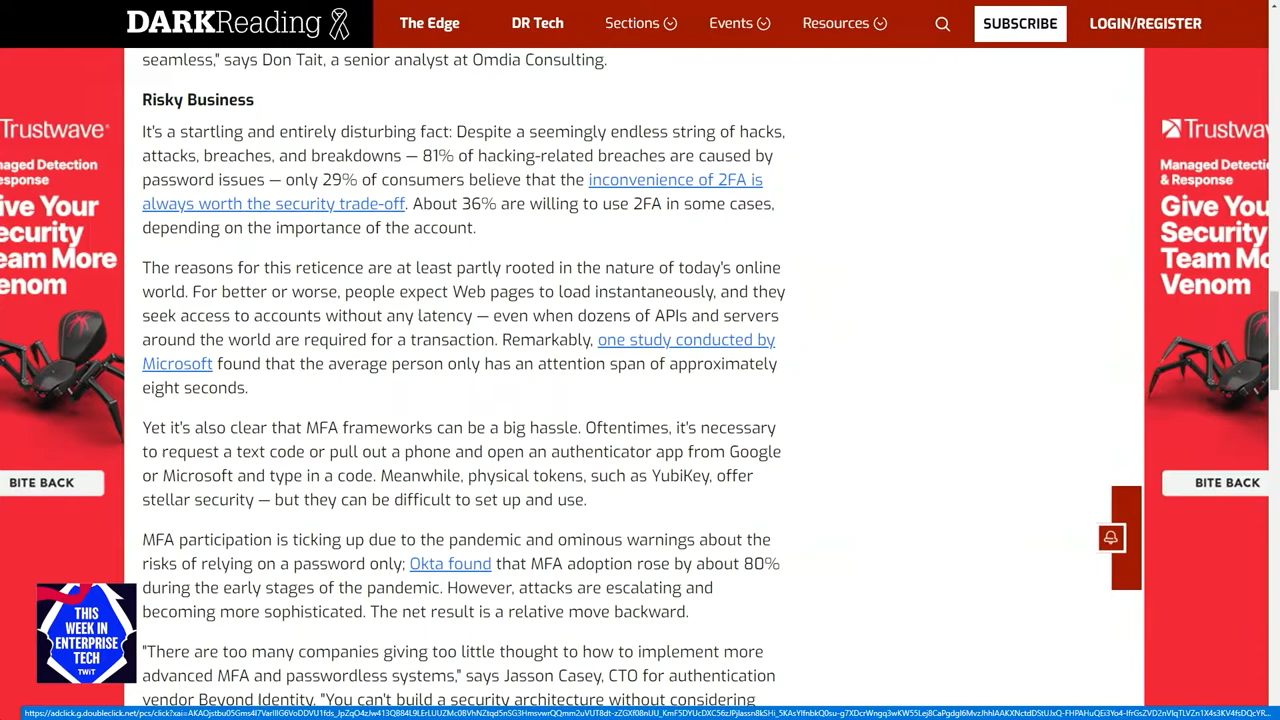 DARKReading
The Edge
DR Tech
Sections
Events
Resources
SUBSCRIBE
LOGIN/REGISTER
seamless," says Don Tait, a senior analyst at Omdia Consulting.
Risky Business
It's a startling and entirely disturbing fact: Despite a seemingly endless string of hacks,
attacks, breaches, and breakdowns — 81% of hacking-related breaches are caused by
password issues — only 29% of consumers believe that the inconvenience of 2FA is
always worth the security trade-off. About 36% are willing to use 2FA in some cases,
depending on the importance of the account.
The reasons for this reticence are at least partly rooted in the nature of today's online
world. For better or worse, people expect Web pages to load instantaneously, and they
seek access to accounts without any latency — even when dozens of APIs and servers
around the world are required for a transaction. Remarkably, one study conducted by
Microsoft found that the average person only has an attention span of approximately
eight seconds.
Yet it's also clear that MFA frameworks can be a big hassle. Oftentimes, it's necessary
to request a text code or pull out a phone and open an authenticator app from Google
or Microsoft and type in a code. Meanwhile, physical tokens, such as YubiKey, offer
stellar security — but they can be difficult to set up and use.
MFA participation is ticking up due to the pandemic and ominous warnings about the
risks of relying on a password only; Okta found that MFA adoption rose by about 80%
during the early stages of the pandemic. However, attacks are escalating and
becoming more sophisticated. The net result is a relative move backward.
"There are too many companies giving too little thought to how to implement more
advanced MFA and passwordless systems," says Jasson Casey, CTO for authentication
vendor Beyond Identity. "You can't build a security architecture without considering
Trustwave
naged Detection
esponse
ive Your
ecurity
eam More
enom
BITE BACK
Trustwav
Managed Detecti
& Response
Give You
Security
Team Mo
Venom
BITE BACK
THIS
WEEK IN
ENTERPRISE
TECH
TWiT